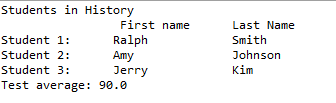 Students in History
First name Last Name
Student 1: Ralph Smith
Student 2: Amy Johnson
Student 3: Jerry Kim
Test average: 90.0